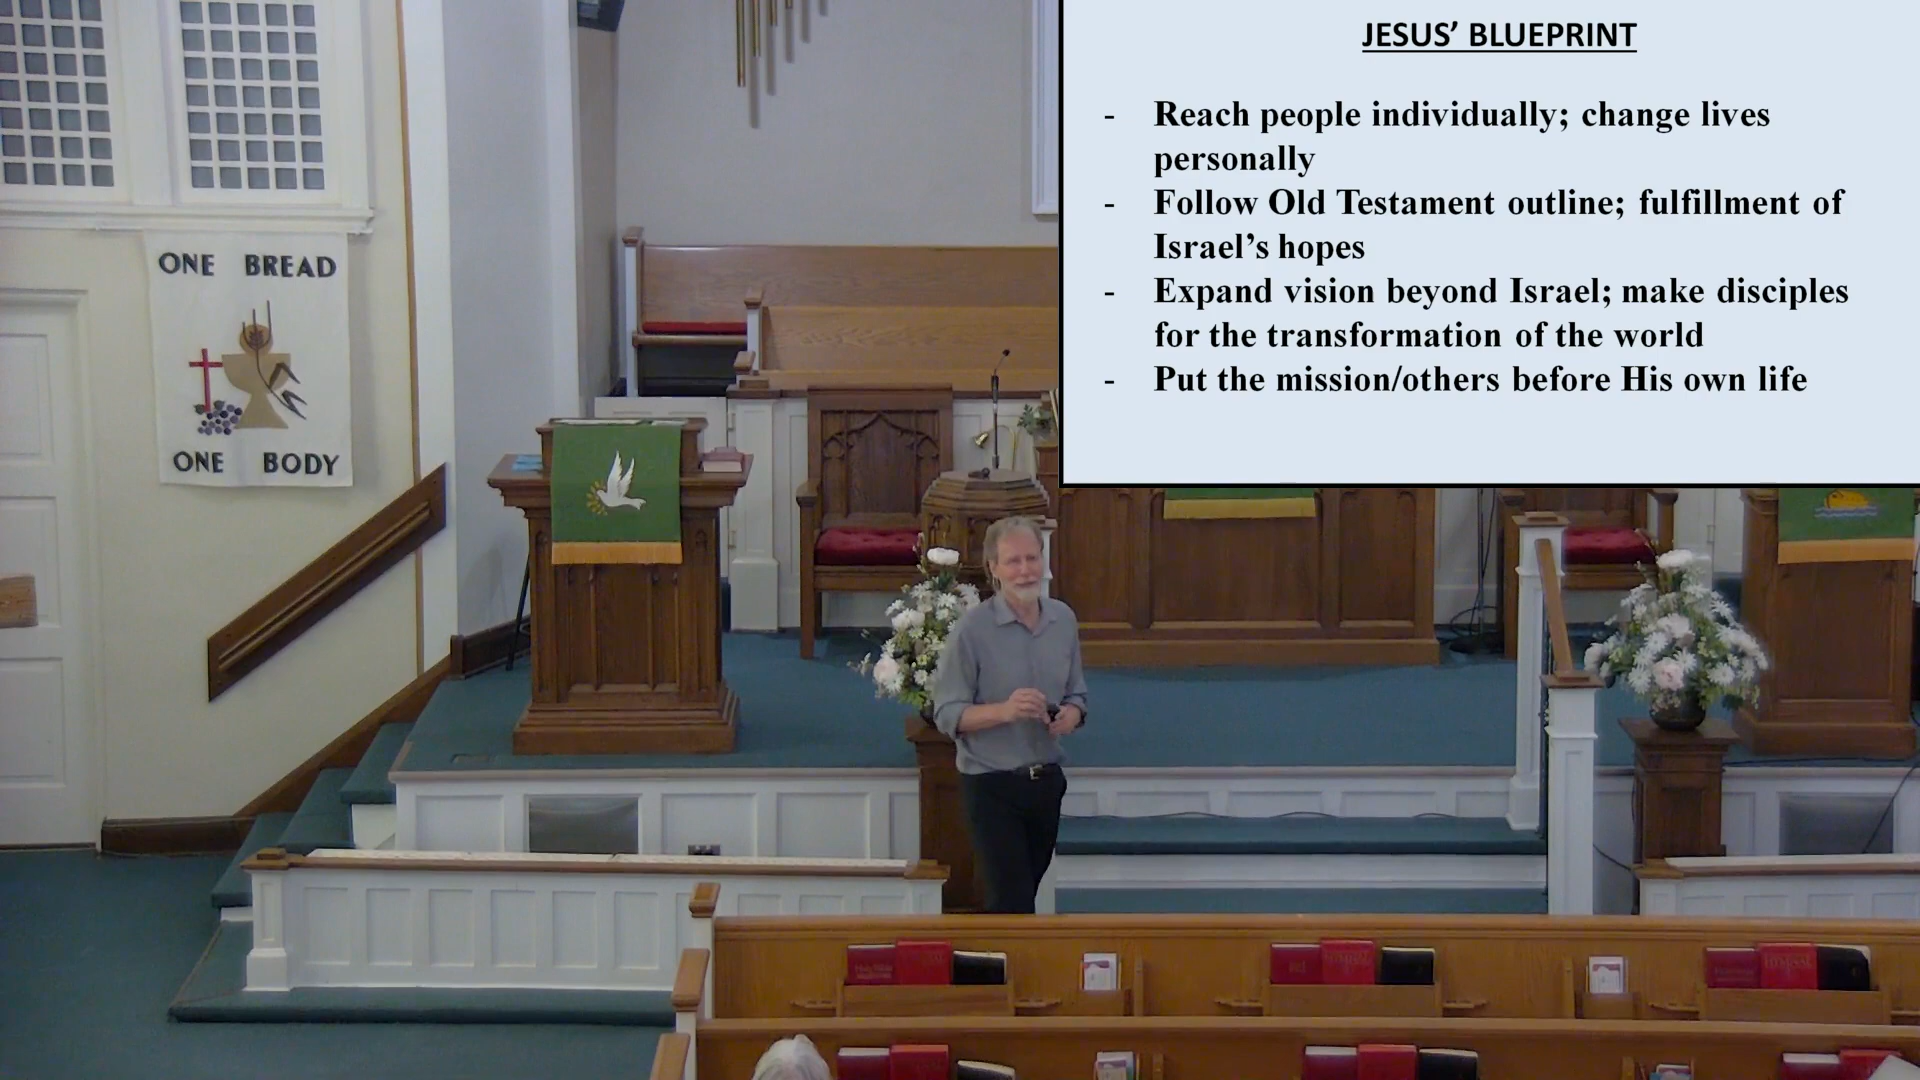 JESUS' BLUEPRINT
- Reach people individually; change lives
personally
- Follow Old Testament outline; fulfillment of
Israel's hopes
- Expand vision beyond Israel; make disciples
for the transformation of the world
- Put the mission/others before His own life
ONE BREAD
ONE BODY